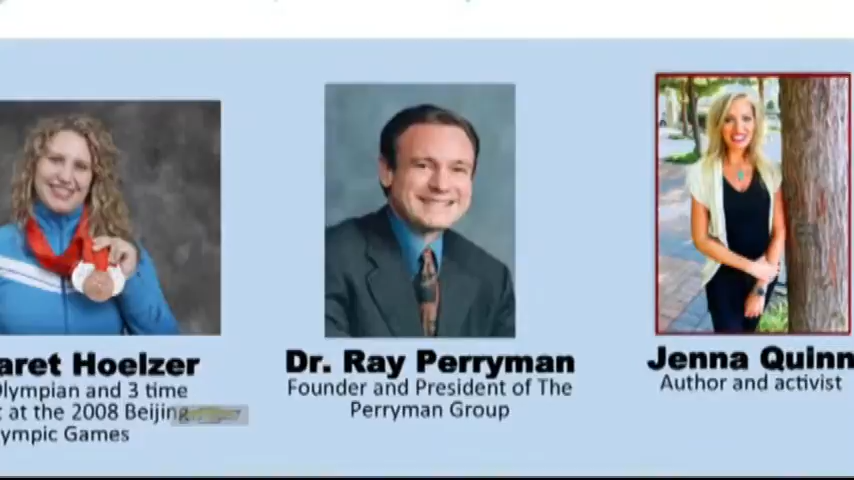 aret Hoelzer
Olympian and 3 time
t at the 2008 Beijing
ympic Games
Dr. Ray Perryman
Founder and President of The
Perryman Group
Jenna Quinn
Author and activist